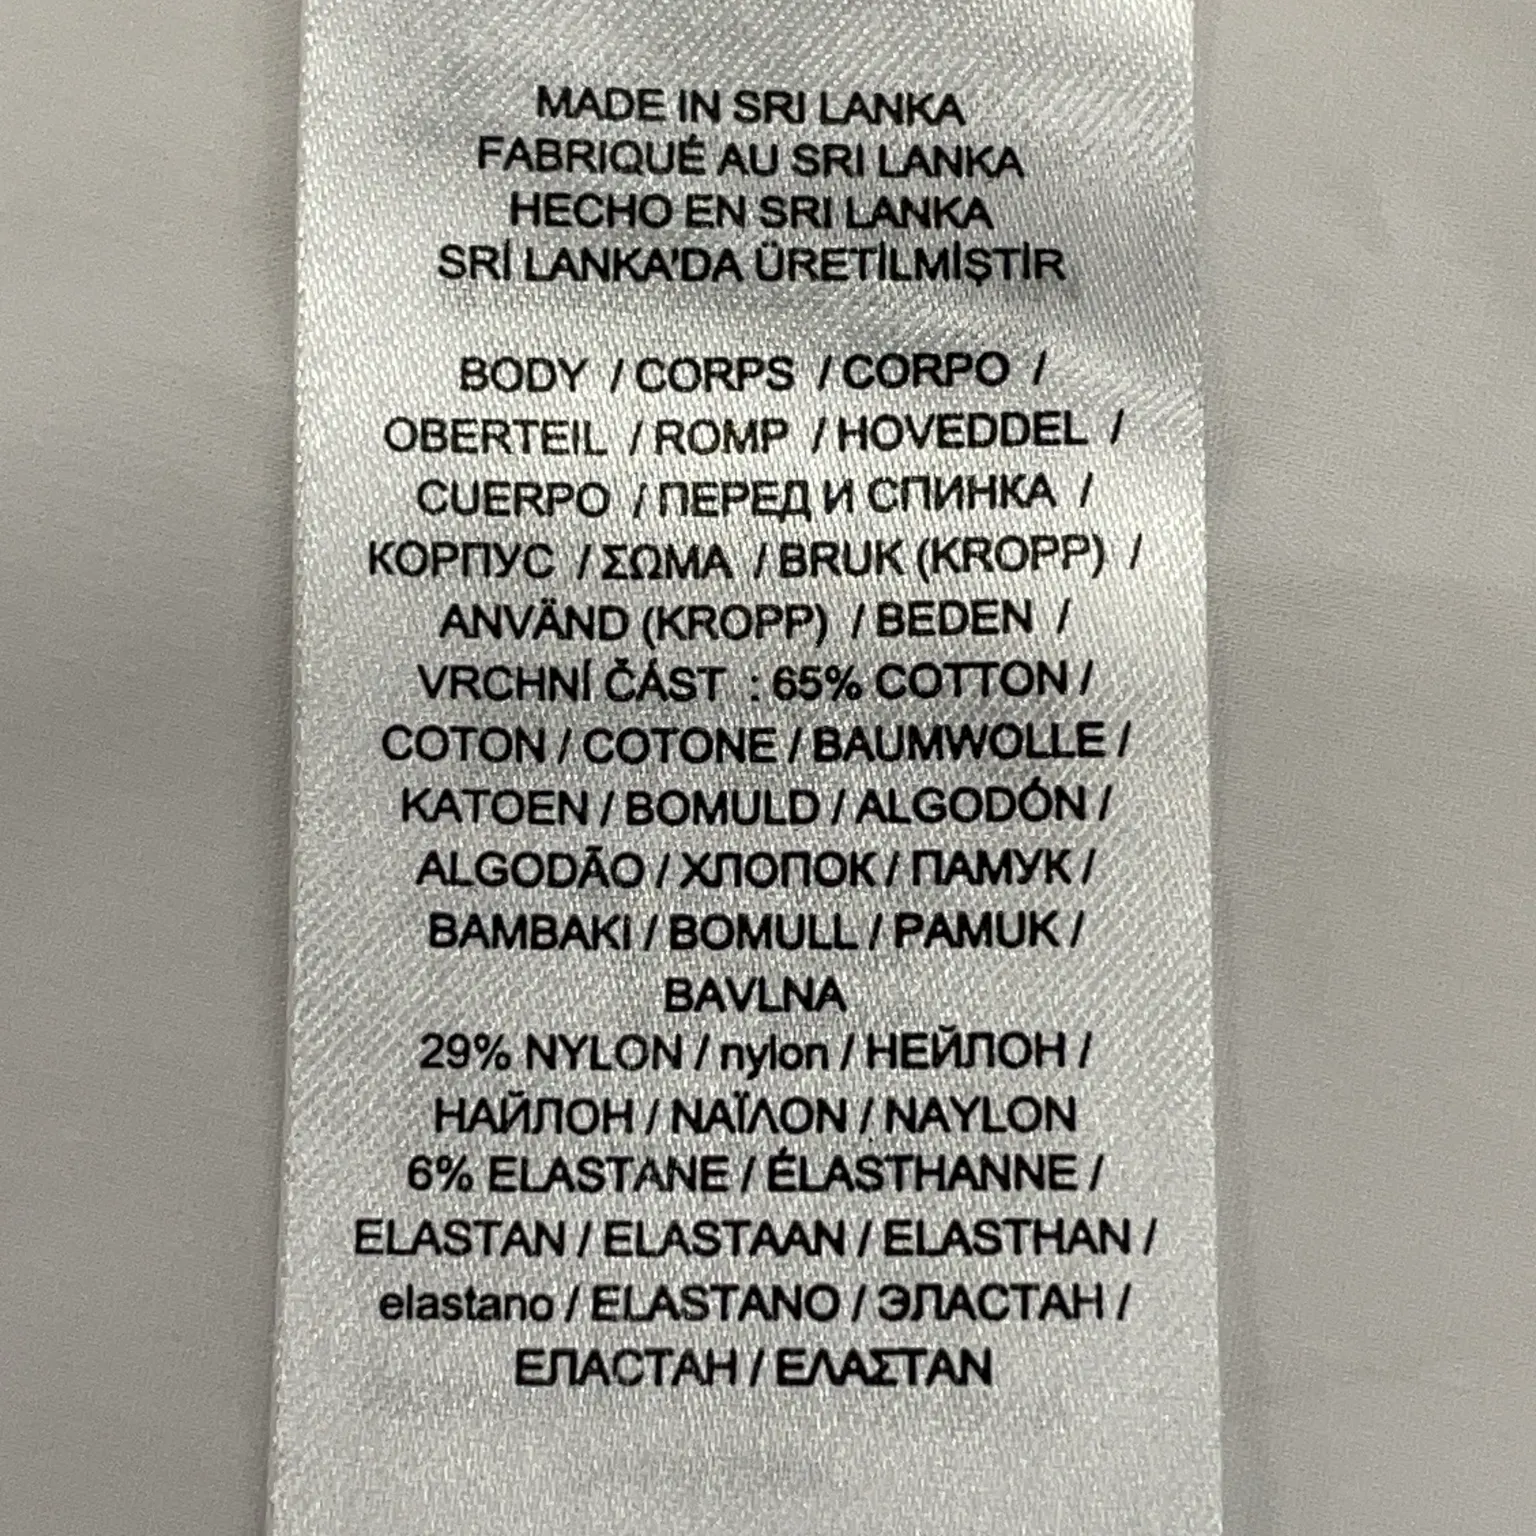 MADE IN SRI LANKA
FABRIQUÉ AU SRI LANKA
HECHO EN SRI LANKA
SRİ LANKA'DA ÜRETİLMİŞTİR
BODY / CORPS / CORPO /
OBERTEIL / ROMP / HOVEDDEL /
CUERPO / ПЕРЕД И СПИНКА /
КОРПУС / ΣΩΜΑ / BRUK (KROPP) /
ANVÄND (KROPP) / BEDEN /
VRCHNÍ ČÁST : 65% COTTON /
COTON / COTONE / BAUMWOLLE /
KATOEN / BOMULD / ALGODÓN /
ALGODÃO / ХЛОПОК / ПАМУК /
ΒΑΜΒΑΚΙ / BOMULL / PAMUK /
BAVLNA
29% NYLON / nylon / НЕЙЛОН /
НАЙЛОН / ΝΑΪΛΟΝ / NAYLON
6% ELASTANE / ÉLASTHANNE /
ELASTAN / ELASTAAN / ELASTHAN /
elastano / ELASTANO / ЭЛАСТАН /
ЕЛАСТАН / ΕΛΑΣΤΑΝ